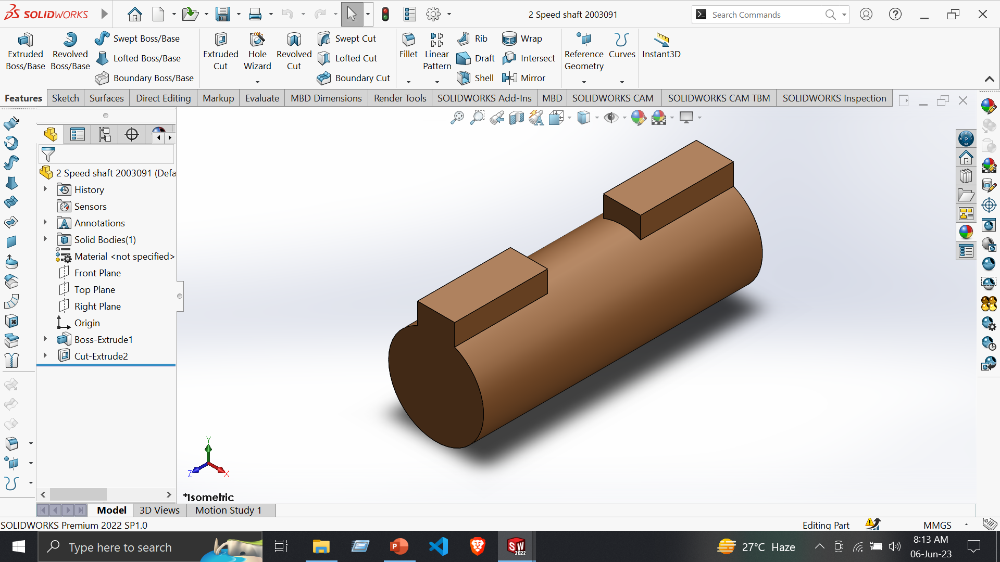 SOLIDWORKS
2 Speed shaft 2003091
Search Commands
Extruded Boss/Base
Revolved Boss/Base
Swept Boss/Base
Lofted Boss/Base
Boundary Boss/Base
Extruded Cut
Hole Wizard
Revolved Cut
Swept Cut
Lofted Cut
Boundary Cut
Fillet
Linear Pattern
Rib
Draft
Shell
Wrap
Intersect
Mirror
Reference Geometry
Curves
Instant3D
Features
Sketch
Surfaces
Direct Editing
Markup
Evaluate
MBD Dimensions
Render Tools
SOLIDWORKS Add-Ins
MBD
SOLIDWORKS CAM
SOLIDWORKS CAM TBM
SOLIDWORKS Inspection
2 Speed shaft 2003091 (Defa
History
Sensors
Annotations
Solid Bodies(1)
Material <not specified>
Front Plane
Top Plane
Right Plane
Origin
Boss-Extrude1
Cut-Extrude2
Y
Z
X
*Isometric
Model
3D Views
Motion Study 1
SOLIDWORKS Premium 2022 SP1.0
Editing Part
MMGS
Type here to search
P
SW
2022
27°C Haze
8:13 AM
06-Jun-23